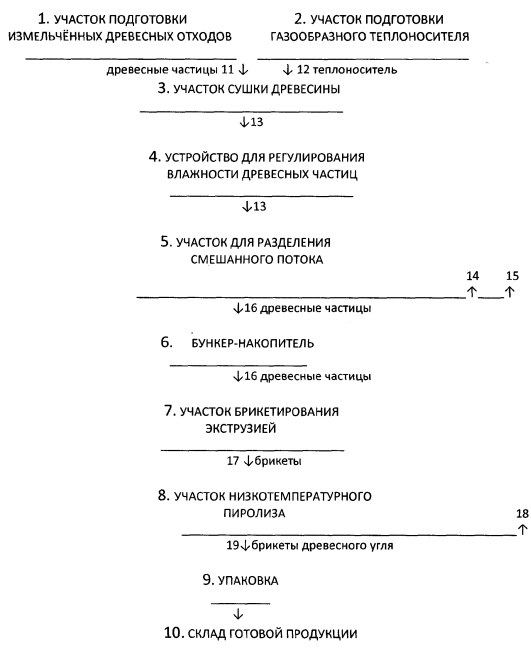 1. УЧАСТОК ПОДГОТОВКИ
ИЗМЕЛЬЧЁННЫХ ДРЕВЕСНЫХ ОТХОДОВ
2. УЧАСТОК ПОДГОТОВКИ
ГАЗООБРАЗНОГО ТЕПЛОНОСИТЕЛЯ
древесные частицы 11 ↓
↓ 12 теплоноситель
3. УЧАСТОК СУШКИ ДРЕВЕСИНЫ
↓13
4. УСТРОЙСТВО ДЛЯ РЕГУЛИРОВАНИЯ
ВЛАЖНОСТИ ДРЕВЕСНЫХ ЧАСТИЦ
↓13
5. УЧАСТОК ДЛЯ РАЗДЕЛЕНИЯ
СМЕШАННОГО ПОТОКА
14 15
↑ ↑
↓16 древесные частицы
6. БУНКЕР-НАКОПИТЕЛЬ
↓16 древесные частицы
7. УЧАСТОК БРИКЕТИРОВАНИЯ
ЭКСТРУЗИЕЙ
17 ↓брикеты
8. УЧАСТОК НИЗКОТЕМПЕРАТУРНОГО
ПИРОЛИЗА
18
↑
19↓брикеты древесного угля
9. УПАКОВКА
↓
10. СКЛАД ГОТОВОЙ ПРОДУКЦИИ